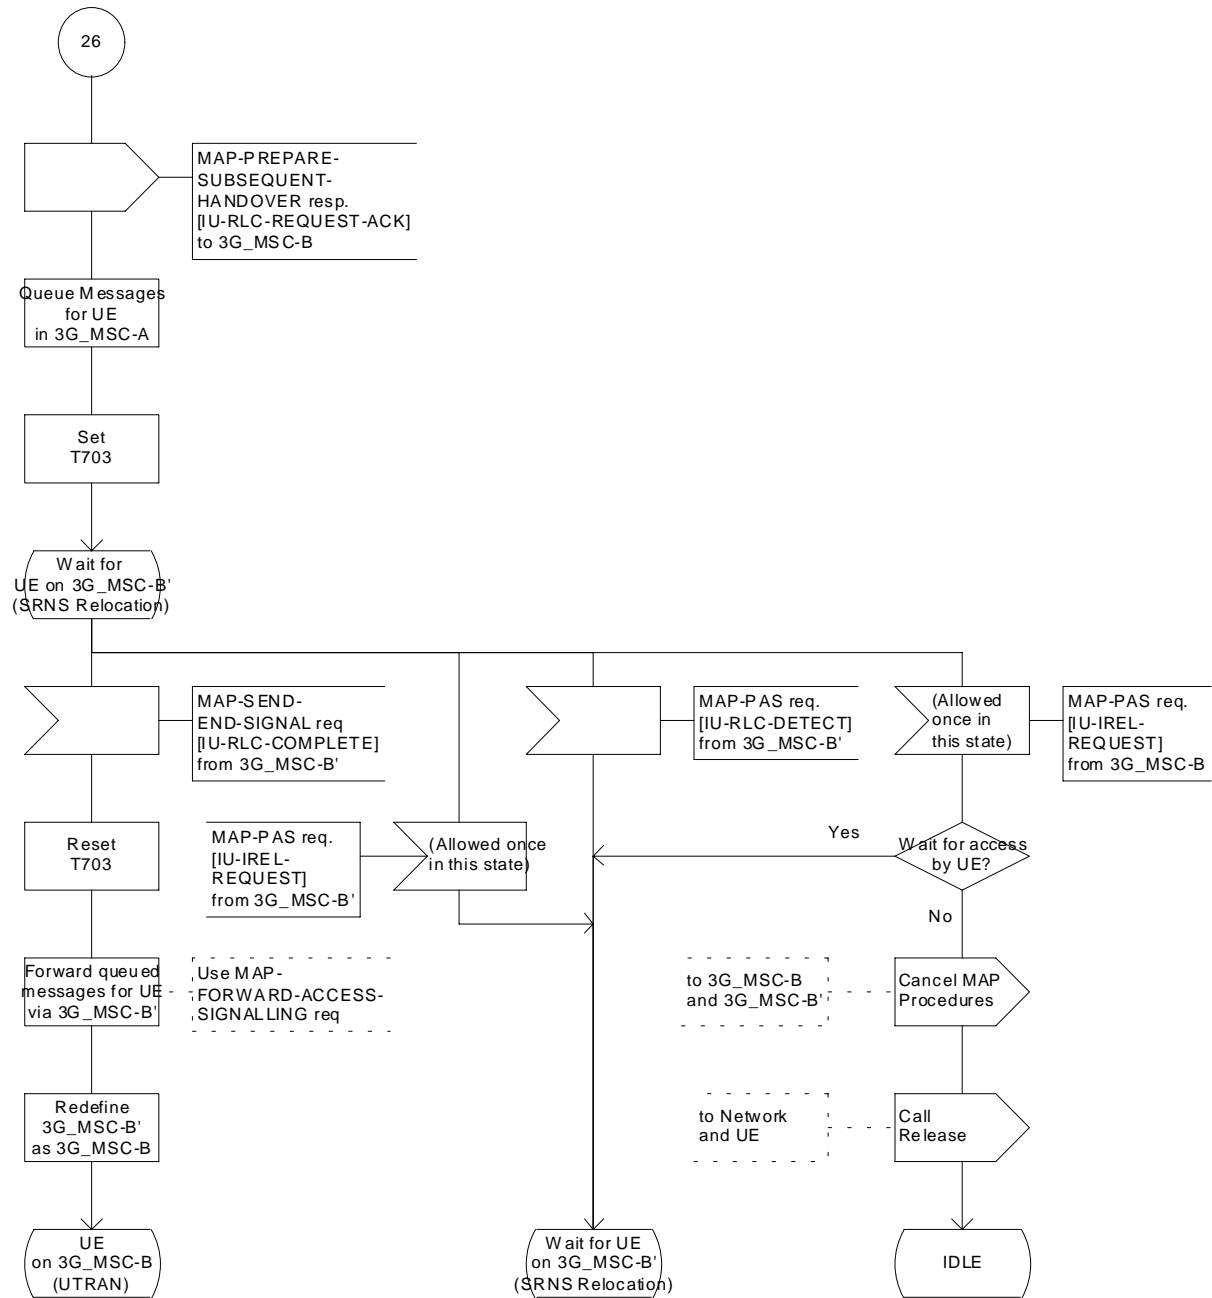 26
MAP-PREPARE-
SUBSEQUENT-
HANDOVER resp.
[IU-RLC-REQUEST-ACK]
to 3G_MSC-B
Queue Messages
for UE
in 3G_MSC-A
Set
T703
Wait for
UE on 3G_MSC-B'
(SRNS Relocation)
MAP-SEND-
END-SIGNAL req
[IU-RLC-COMPLETE]
from 3G_MSC-B'
MAP-PAS req.
[IU-RLC-DETECT]
from 3G_MSC-B'
(Allowed
once in
this state)
MAP-PAS req.
[IU-IREL-
REQUEST]
from 3G_MSC-B
Reset
T703
MAP-PAS req.
[IU-IREL-
REQUEST]
from 3G_MSC-B'
(Allowed once
in this state)
Yes
Wait for access
by UE?
No
Forward queued
messages for UE
via 3G_MSC-B'
Use MAP-
FORWARD-ACCESS-
SIGNALLING req
to 3G_MSC-B
and 3G_MSC-B'
Cancel MAP
Procedures
Redefine
3G_MSC-B'
as 3G_MSC-B
to Network
and UE
Call
Release
UE
on 3G_MSC-B
(UTRAN)
Wait for UE
on 3G_MSC-B'
(SRNS Relocation)
IDLE